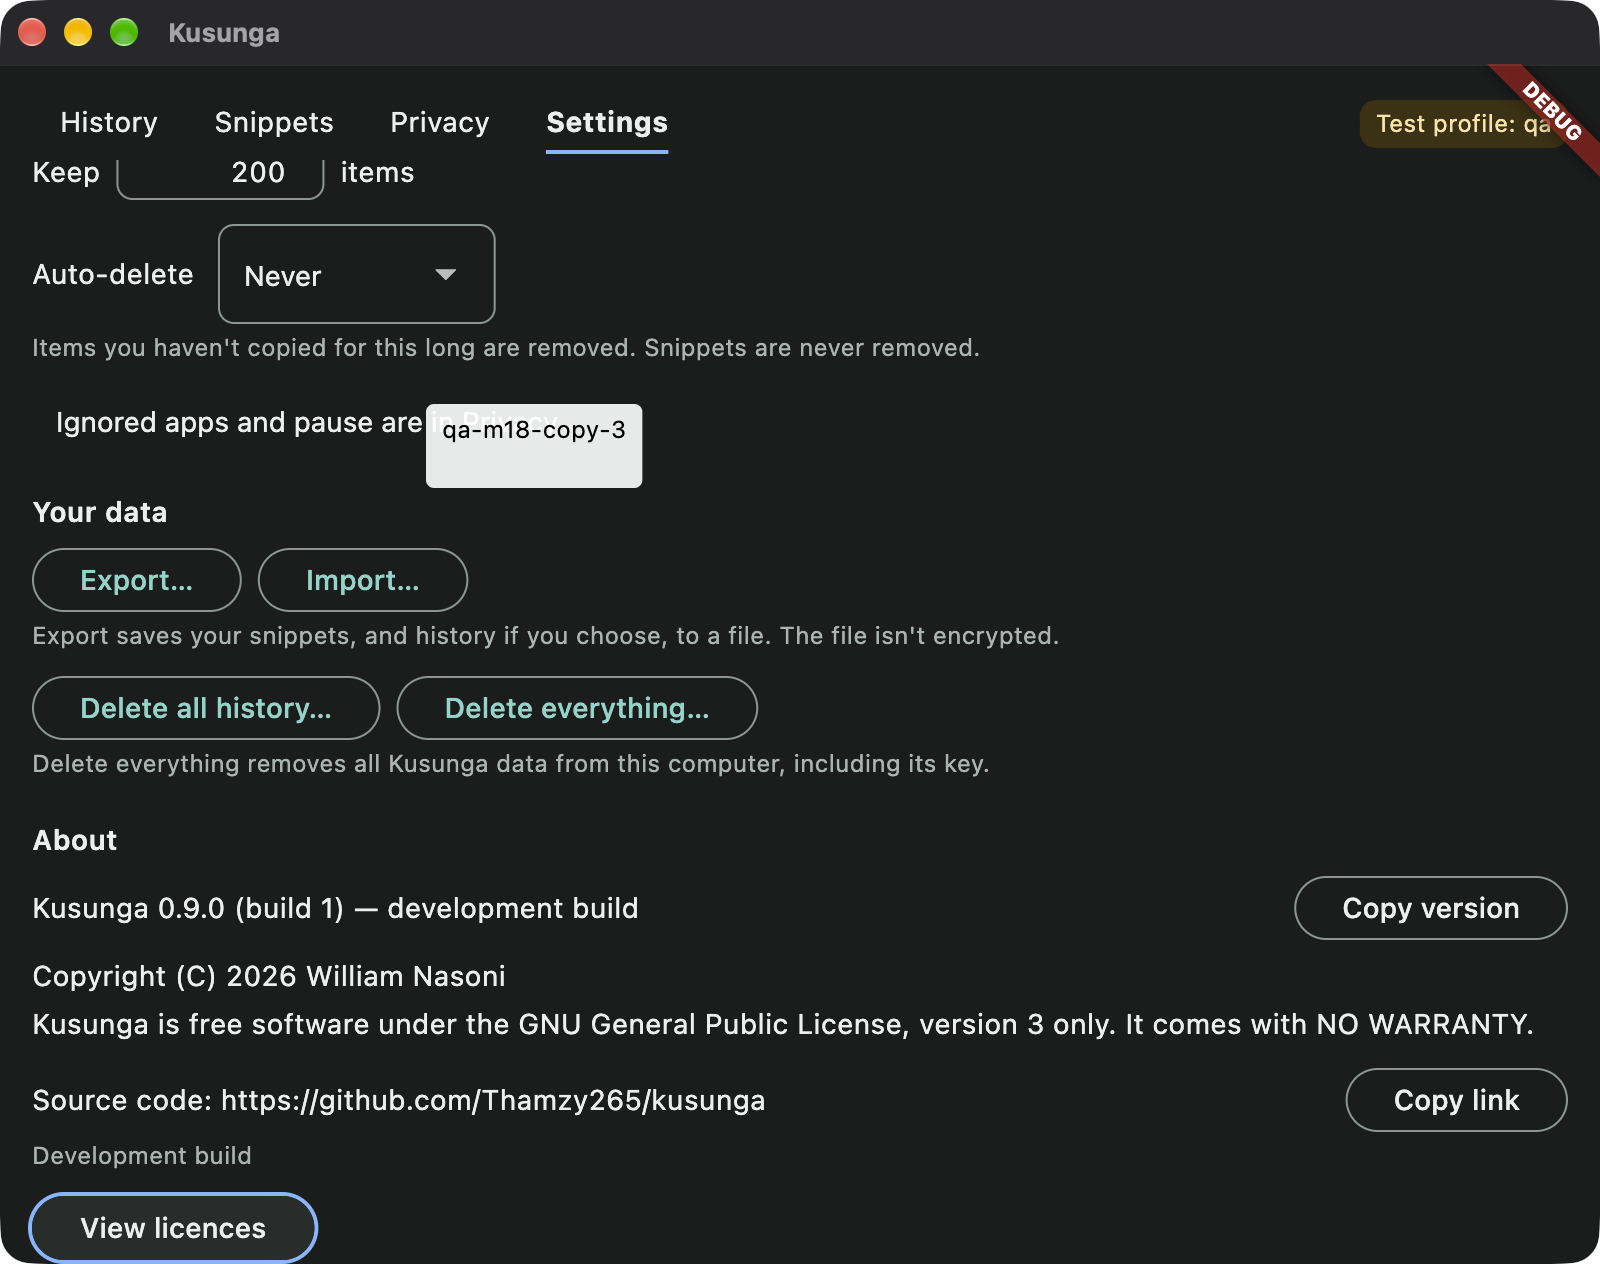 Kusunga
History Snippets Privacy Settings
Test profile: qa
DEBUG
Keep 200 items
Auto-delete Never
Items you haven't copied for this long are removed. Snippets are never removed.
Ignored apps and pause are in Privacy
qa-m18-copy-3
Your data
Export... Import...
Export saves your snippets, and history if you choose, to a file. The file isn't encrypted.
Delete all history... Delete everything...
Delete everything removes all Kusunga data from this computer, including its key.
About
Kusunga 0.9.0 (build 1) — development build
Copy version
Copyright (C) 2026 William Nasoni
Kusunga is free software under the GNU General Public License, version 3 only. It comes with NO WARRANTY.
Source code: https://github.com/Thamzy265/kusunga
Copy link
Development build
View licences